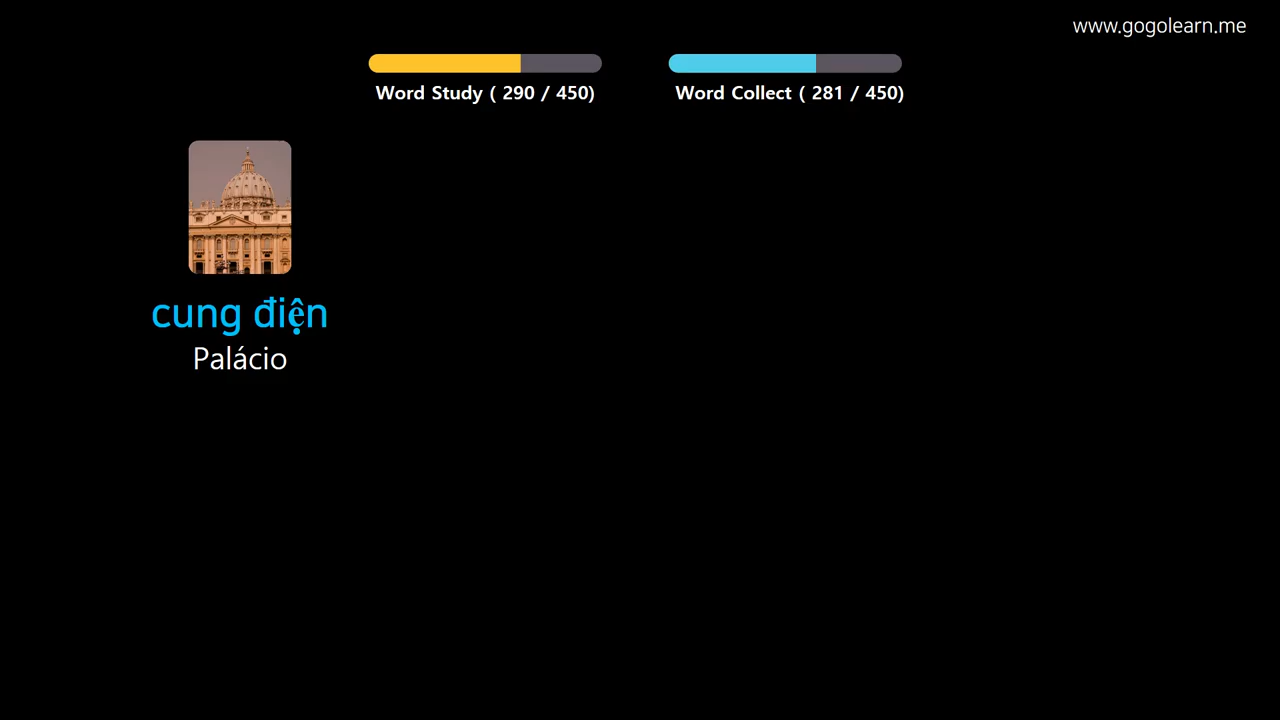 www.gogolearn.me
Word Study ( 290 / 450)
Word Collect ( 281 / 450)
cung điện
Palácio